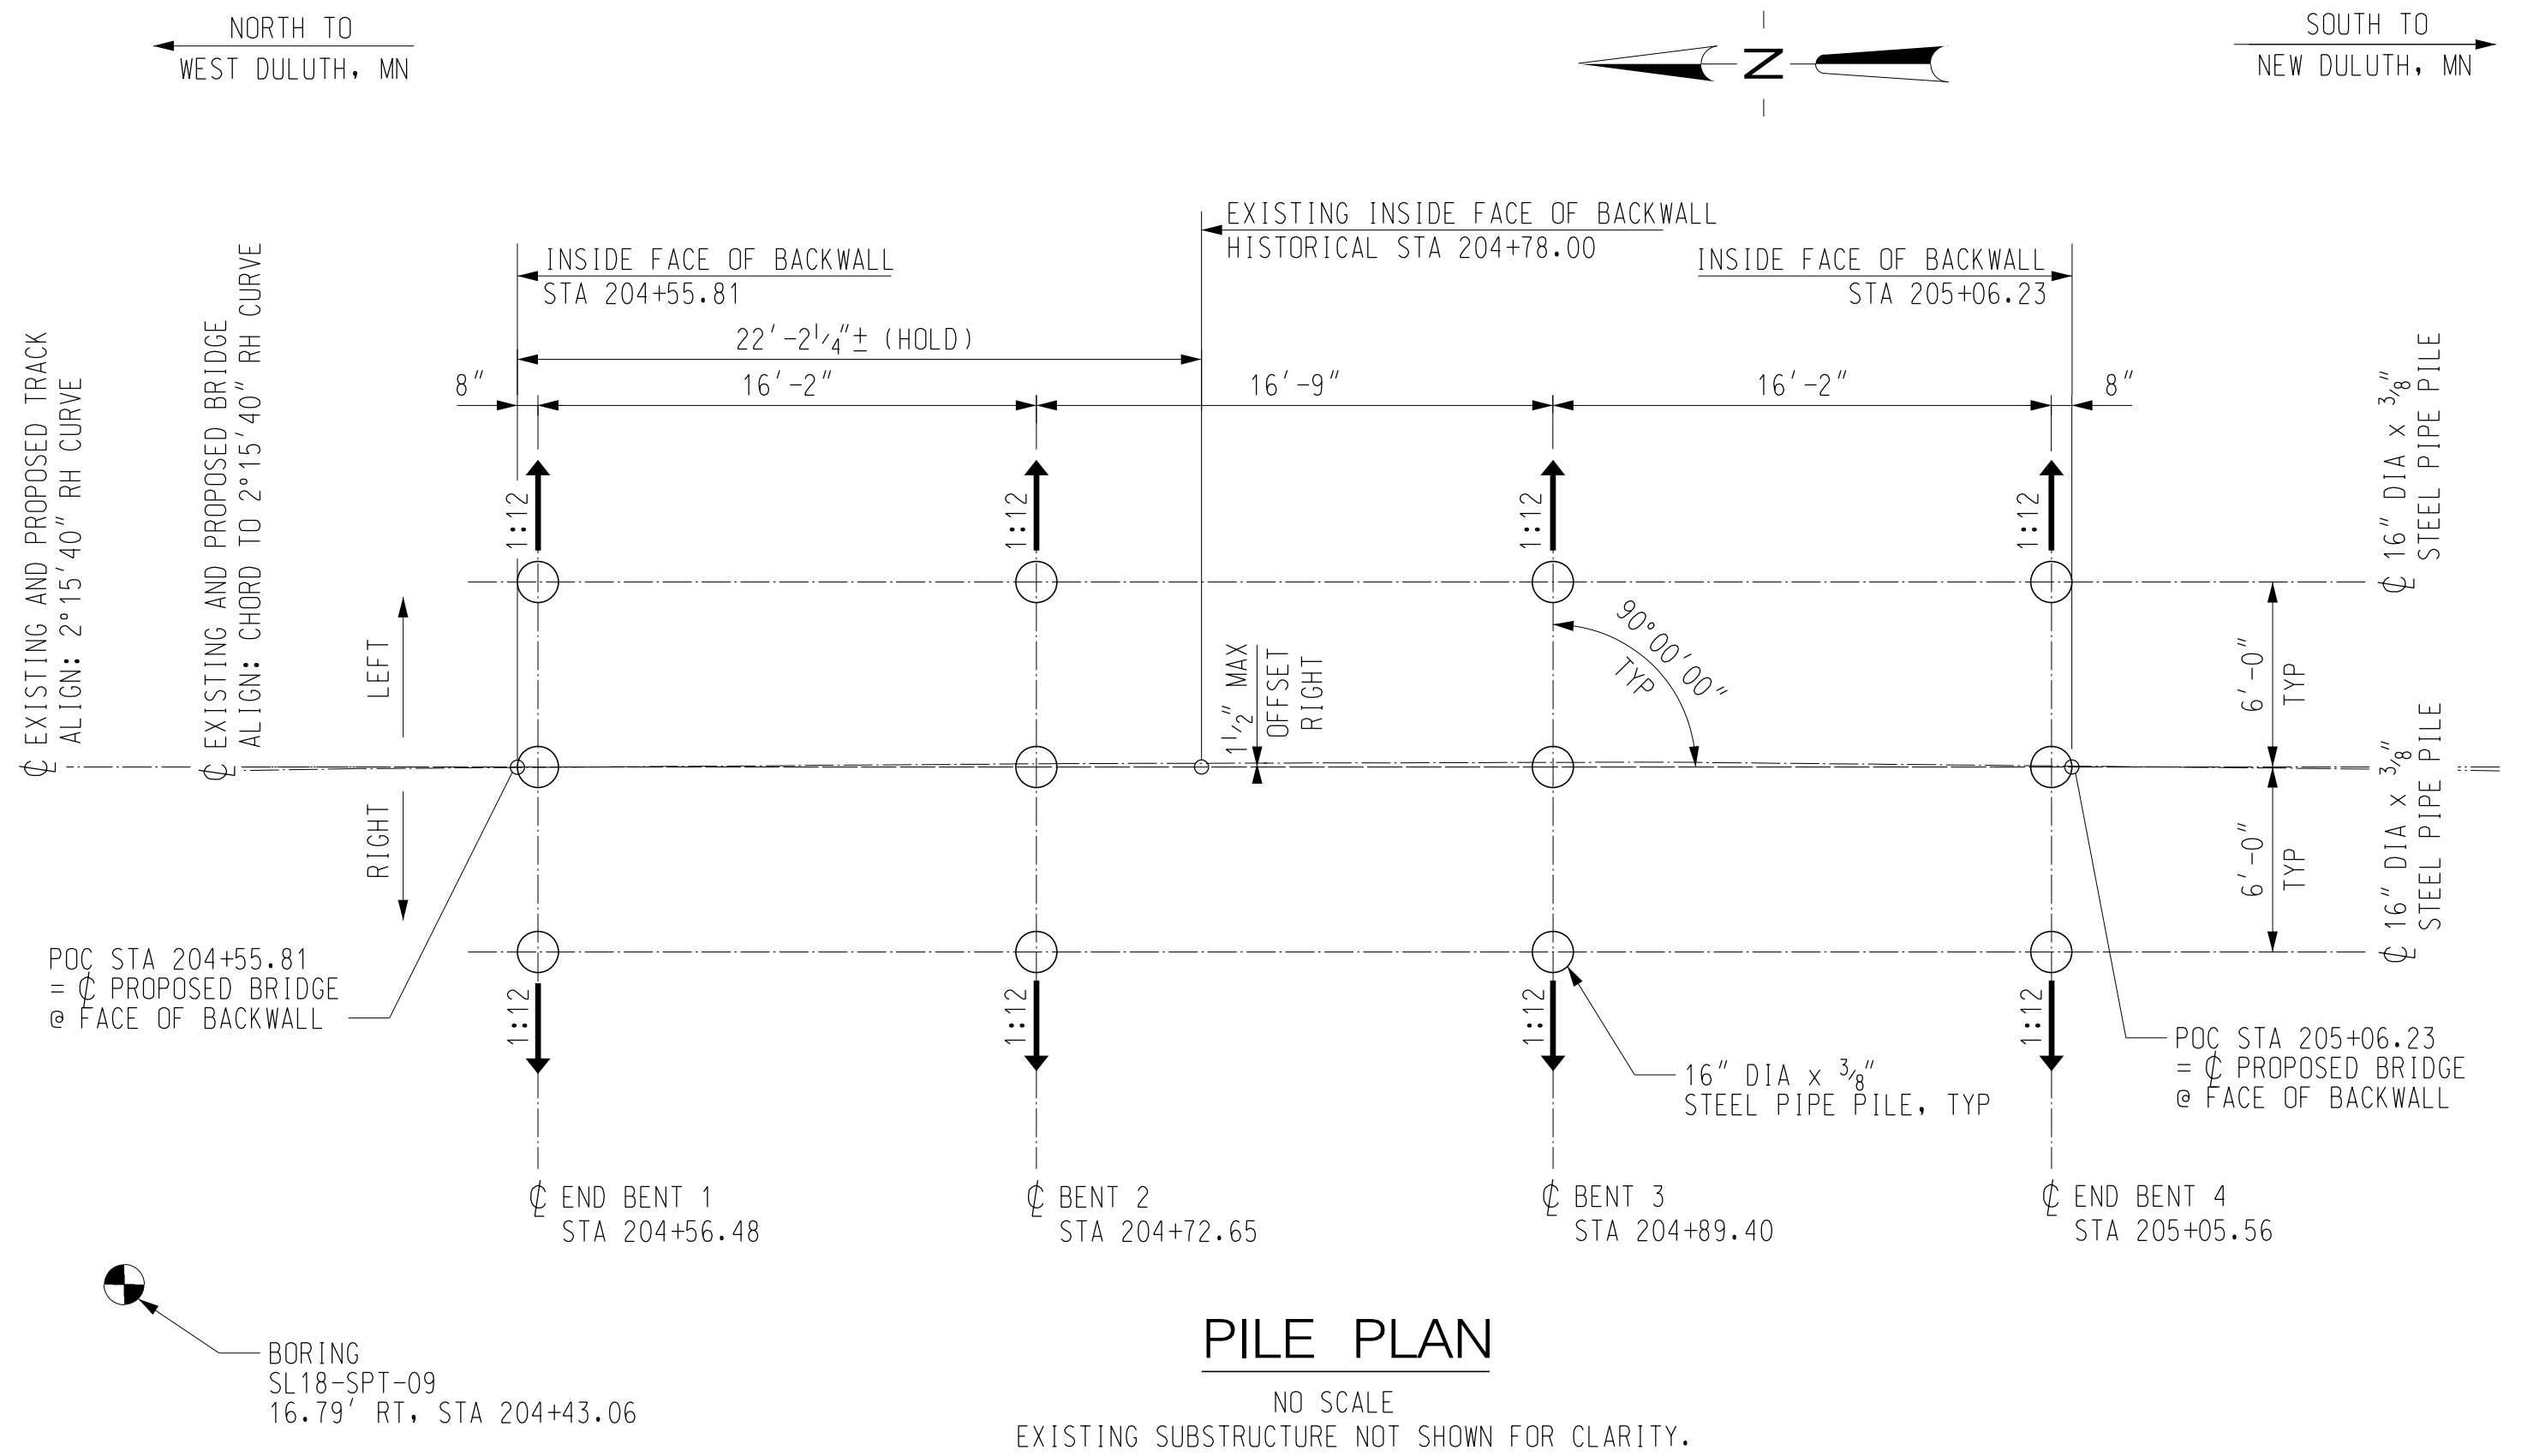 NORTH TO
WEST DULUTH, MN
N
SOUTH TO
NEW DULUTH, MN
EXISTING INSIDE FACE OF BACKWALL
HISTORICAL STA 204+78.00
INSIDE FACE OF BACKWALL
STA 204+55.81
INSIDE FACE OF BACKWALL
STA 205+06.23
22'-2 1/4"± (HOLD)
8"
16'-2"
16'-9"
16'-2"
8"
℄ EXISTING AND PROPOSED TRACK
ALIGN: 2°15'40" RH CURVE
℄ EXISTING AND PROPOSED BRIDGE
ALIGN: CHORD TO 2°15'40" RH CURVE
1:12
1:12
1:12
1:12
℄ 16" DIA x 3/8"
STEEL PIPE PILE
LEFT
RIGHT
1 1/2" MAX
OFFSET
RIGHT
90°00'00"
TYP
6'-0"
TYP
6'-0"
TYP
℄ 16" DIA x 3/8"
STEEL PIPE PILE
POC STA 204+55.81
= ℄ PROPOSED BRIDGE
@ FACE OF BACKWALL
1:12
1:12
1:12
1:12
16" DIA x 3/8"
STEEL PIPE PILE, TYP
POC STA 205+06.23
= ℄ PROPOSED BRIDGE
@ FACE OF BACKWALL
℄ END BENT 1
STA 204+56.48
℄ BENT 2
STA 204+72.65
℄ BENT 3
STA 204+89.40
℄ END BENT 4
STA 205+05.56
BORING
SL18-SPT-09
16.79' RT, STA 204+43.06
PILE PLAN
NO SCALE
EXISTING SUBSTRUCTURE NOT SHOWN FOR CLARITY.